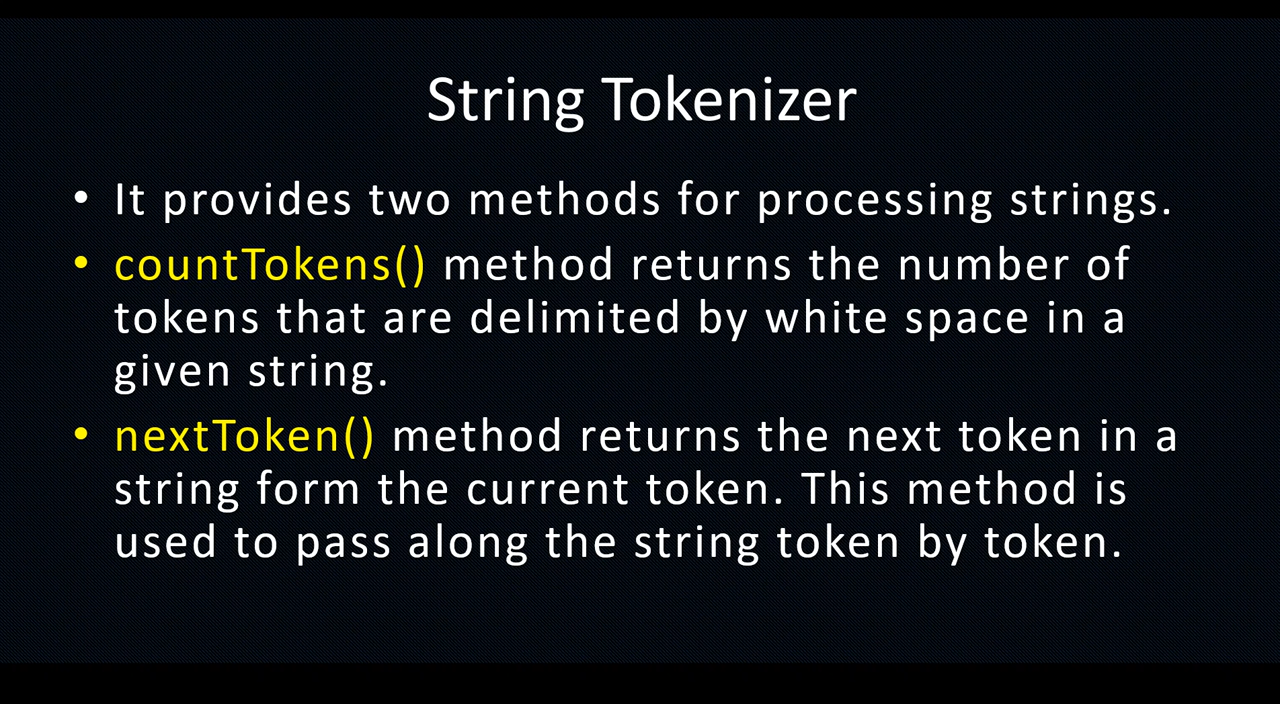 String Tokenizer
• It provides two methods for processing strings.
• countTokens() method returns the number of
tokens that are delimited by white space in a
given string.
• nextToken() method returns the next token in a
string form the current token. This method is
used to pass along the string token by token.